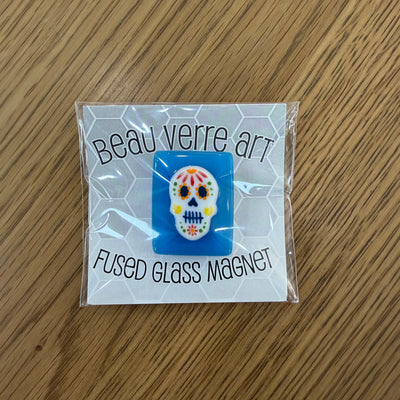 Beau verre art
Fused Glass Magnet